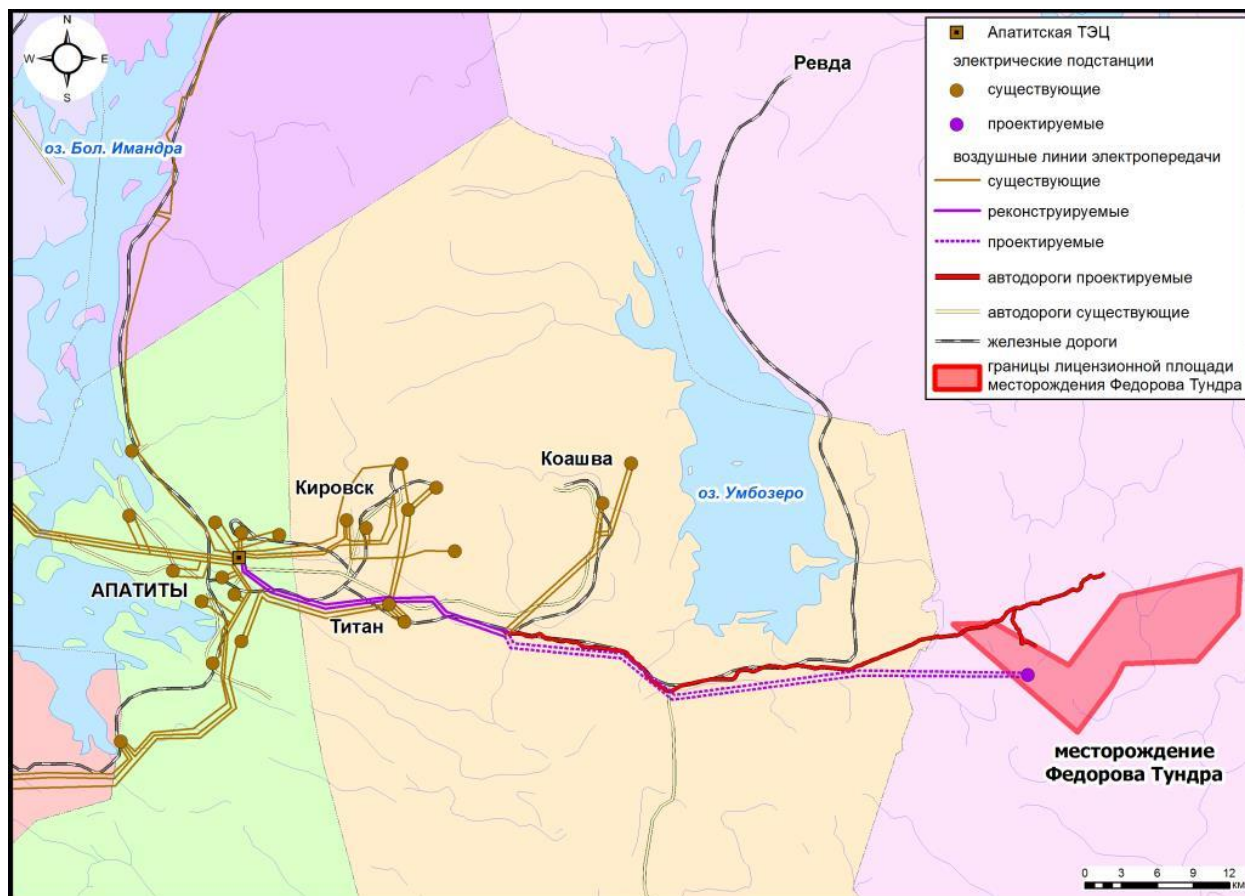 N
W
E
S
оз. Бол. Имандра
Ревда
Кировск
Коашва
оз. Умбозеро
АПАТИТЫ
Титан
месторождение
Федорова Тундра
Апатитская ТЭЦ
электрические подстанции
существующие
проектируемые
воздушные линии электропередачи
существующие
реконструируемые
проектируемые
автодороги проектируемые
автодороги существующие
железные дороги
границы лицензионной площади
месторождения Федорова Тундра
0 3 6 9 12
км